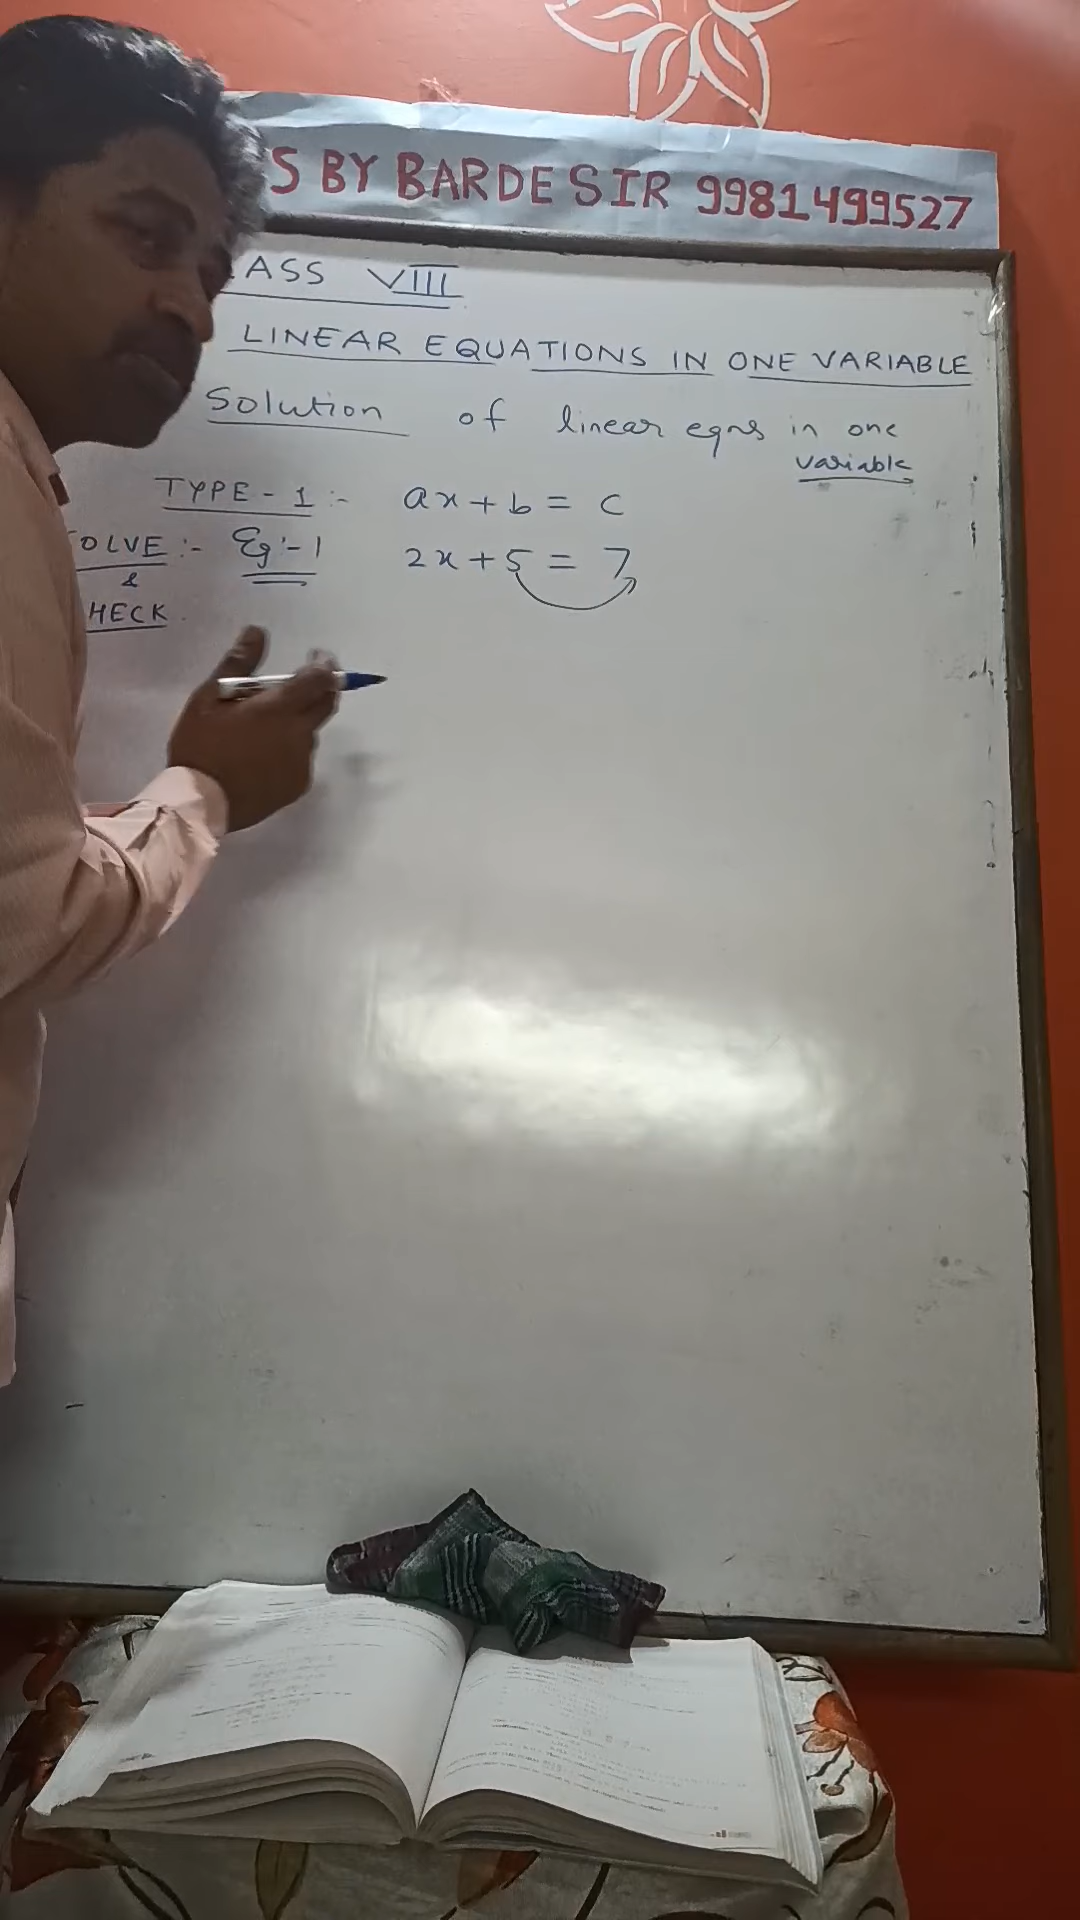 S BY BARDE SIR 9981499527
ASS VIII
LINEAR EQUATIONS IN ONE VARIABLE
Solution of linear eqns in one
variable
TYPE - 1 :- ax + b = c
OLVE :- Eg :- 1 2x + 5 = 7
&
HECK.